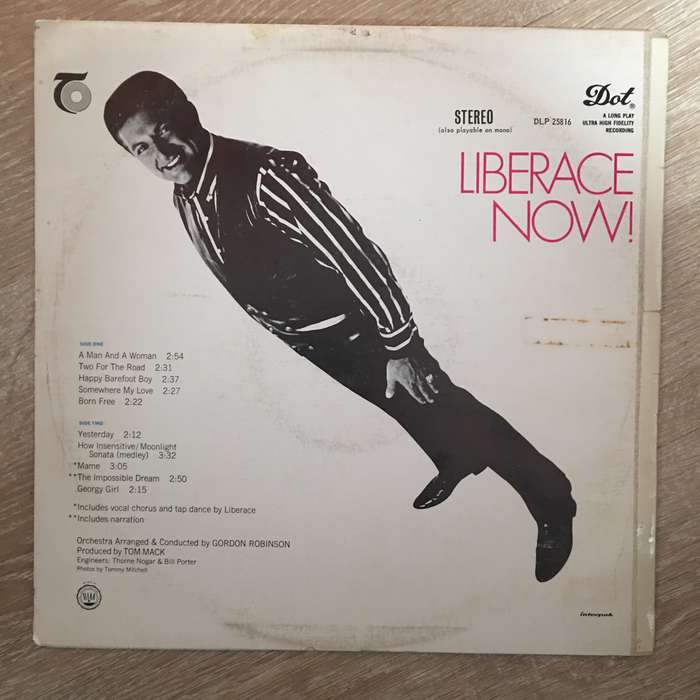 STEREO
(also playable on mono)
DLP 25816
Dot®
A LONG PLAY
ULTRA HIGH FIDELITY
RECORDING
LIBERACE
NOW!
SIDE ONE
A Man And A Woman 2:54
Two For The Road 2:31
Happy Barefoot Boy 2:37
Somewhere My Love 2:27
Born Free 2:22
SIDE TWO
Yesterday 2:12
How Insensitive/Moonlight
Sonata (medley) 3:32
*Mame 3:05
**The Impossible Dream 2:50
Georgy Girl 2:15
*Includes vocal chorus and tap dance by Liberace
**Includes narration
Orchestra Arranged & Conducted by GORDON ROBINSON
Produced by TOM MACK
Engineers: Thorne Nogar & Bill Porter
Photos by Tommy Mitchell
interpak